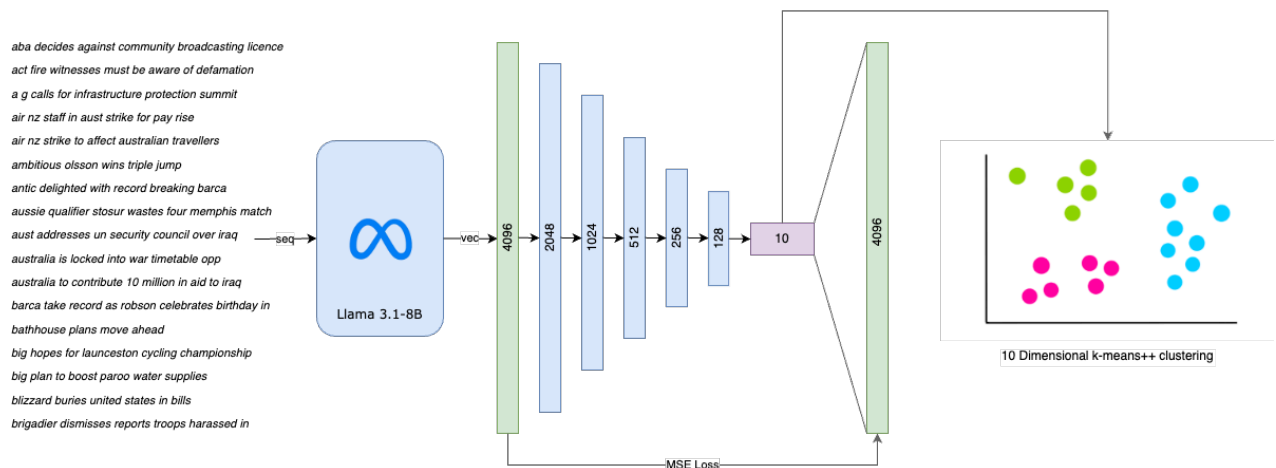 aba decides against community broadcasting licence
act fire witnesses must be aware of defamation
a g calls for infrastructure protection summit
air nz staff in aust strike for pay rise
air nz strike to affect australian travellers
ambitious olsson wins triple jump
antic delighted with record breaking barca
aussie qualifier stosur wastes four memphis match
aust addresses un security council over iraq
australia is locked into war timetable opp
australia to contribute 10 million in aid to iraq
barca take record as robson celebrates birthday in
bathhouse plans move ahead
big hopes for launceston cycling championship
big plan to boost paroo water supplies
blizzard buries united states in bills
brigadier dismisses reports troops harassed in
seq
Llama 3.1-8B
vec
4096
2048
1024
512
256
128
10
4096
MSE Loss
10 Dimensional k-means++ clustering